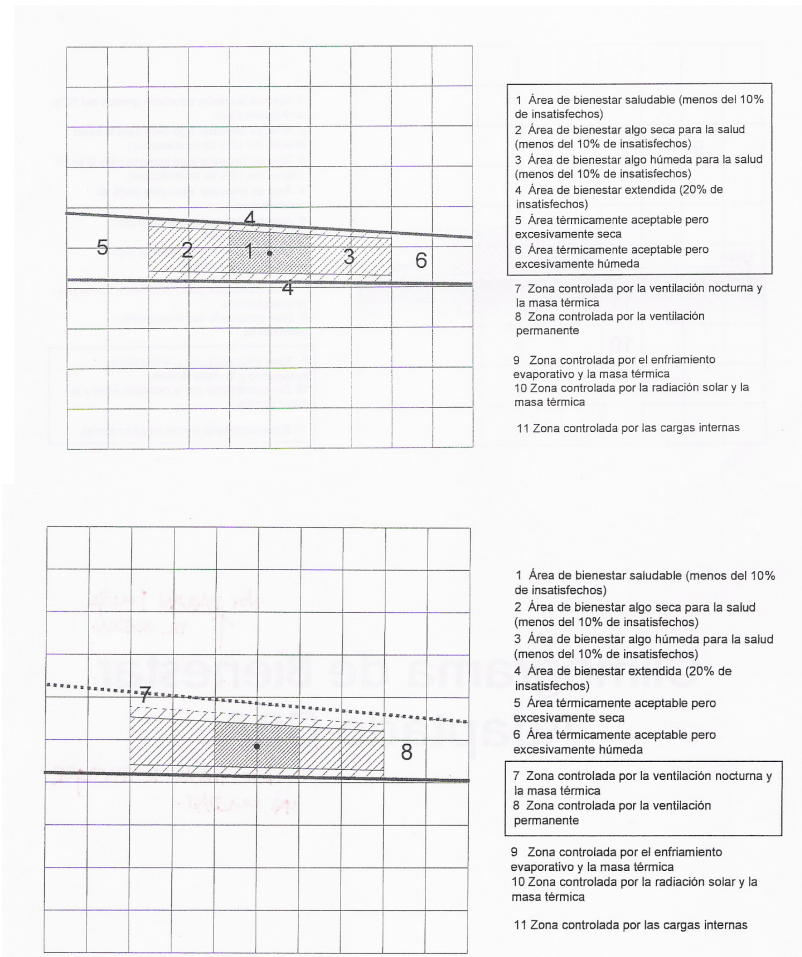 4
5
2
1
3
6
4
1 Área de bienestar saludable (menos del 10%
de insatisfechos)
2 Área de bienestar algo seca para la salud
(menos del 10% de insatisfechos)
3 Área de bienestar algo húmeda para la salud
(menos del 10% de insatisfechos)
4 Área de bienestar extendida (20% de
insatisfechos)
5 Área térmicamente aceptable pero
excesivamente seca
6 Área térmicamente aceptable pero
excesivamente húmeda
7 Zona controlada por la ventilación nocturna y
la masa térmica
8 Zona controlada por la ventilación
permanente
9 Zona controlada por el enfriamiento
evaporativo y la masa térmica
10 Zona controlada por la radiación solar y la
masa térmica
11 Zona controlada por las cargas internas
7
8
1 Área de bienestar saludable (menos del 10%
de insatisfechos)
2 Área de bienestar algo seca para la salud
(menos del 10% de insatisfechos)
3 Área de bienestar algo húmeda para la salud
(menos del 10% de insatisfechos)
4 Área de bienestar extendida (20% de
insatisfechos)
5 Área térmicamente aceptable pero
excesivamente seca
6 Área térmicamente aceptable pero
excesivamente húmeda
7 Zona controlada por la ventilación nocturna y
la masa térmica
8 Zona controlada por la ventilación
permanente
9 Zona controlada por el enfriamiento
evaporativo y la masa térmica
10 Zona controlada por la radiación solar y la
masa térmica
11 Zona controlada por las cargas internas